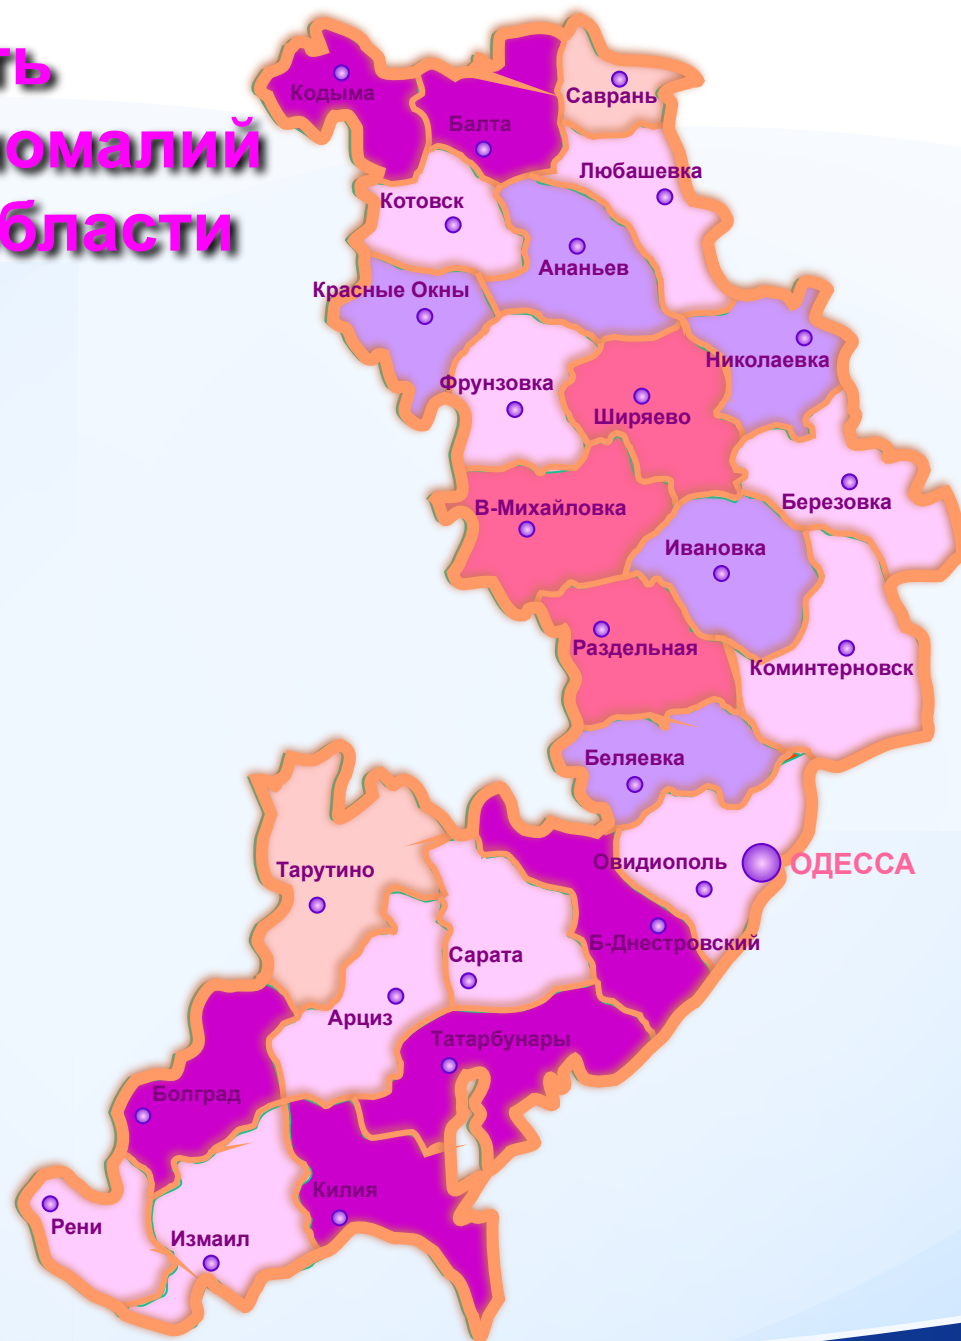 ть
номалий
бласти
Кодыма
Саврань
Балта
Любашевка
Котовск
Ананьев
Красные Окны
Николаевка
Фрунзовка
Ширяево
Березовка
В-Михайловка
Ивановка
Раздельная
Коминтерновск
Беляевка
Овидиополь
ОДЕССА
Тарутино
Б-Днестровский
Сарата
Арциз
Татарбунары
Болград
Килия
Рени
Измаил